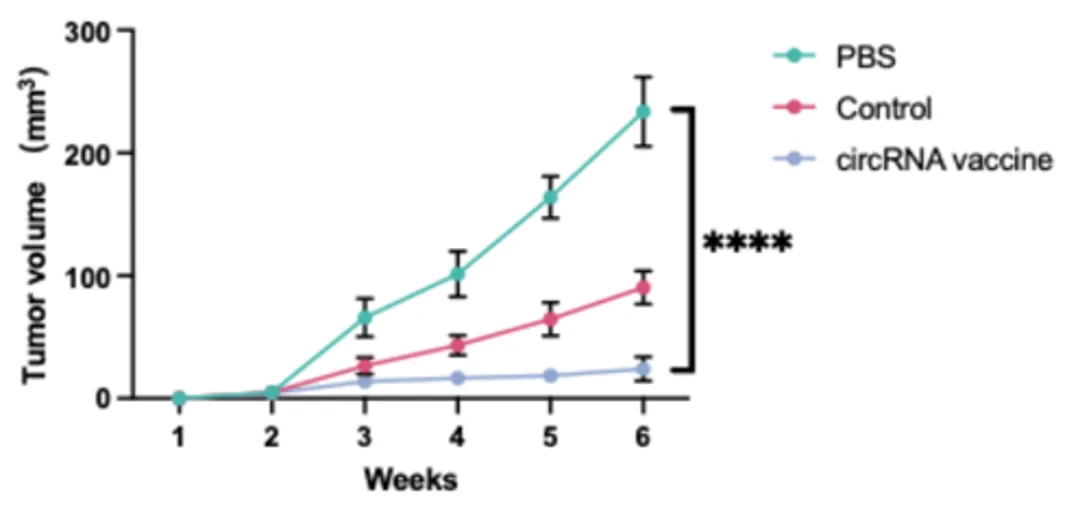 300
200
100
0
Tumor volume (mm³)
1 2 3 4 5 6
Weeks
PBS
Control
circRNA vaccine
****